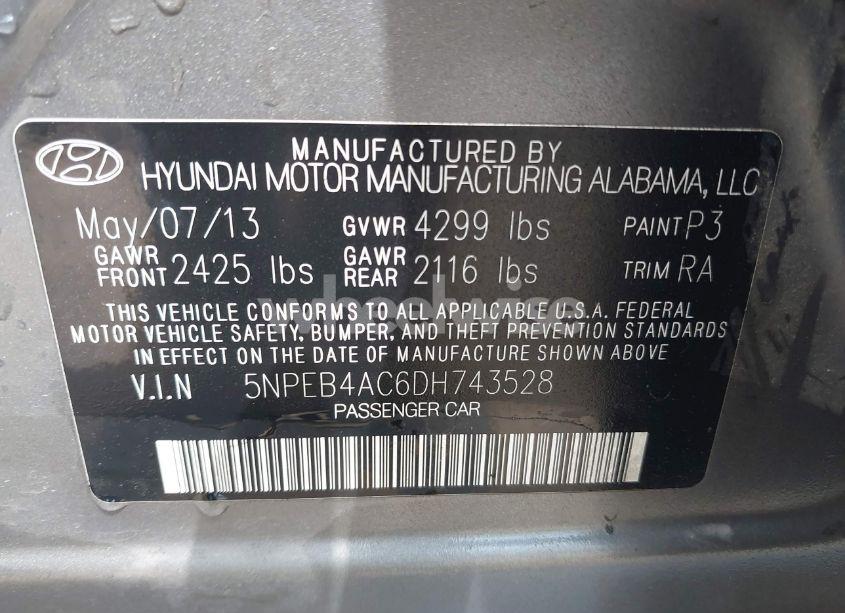 MANUFACTURED BY
HYUNDAI MOTOR MANUFACTURING ALABAMA, LLC
May/07/13 GVWR 4299 lbs PAINT P3
GAWR FRONT 2425 lbs GAWR REAR 2116 lbs TRIM RA
THIS VEHICLE CONFORMS TO ALL APPLICABLE U.S.A. FEDERAL
MOTOR VEHICLE SAFETY, BUMPER, AND THEFT PREVENTION STANDARDS
IN EFFECT ON THE DATE OF MANUFACTURE SHOWN ABOVE
V.I.N 5NPEB4AC6DH743528
PASSENGER CAR